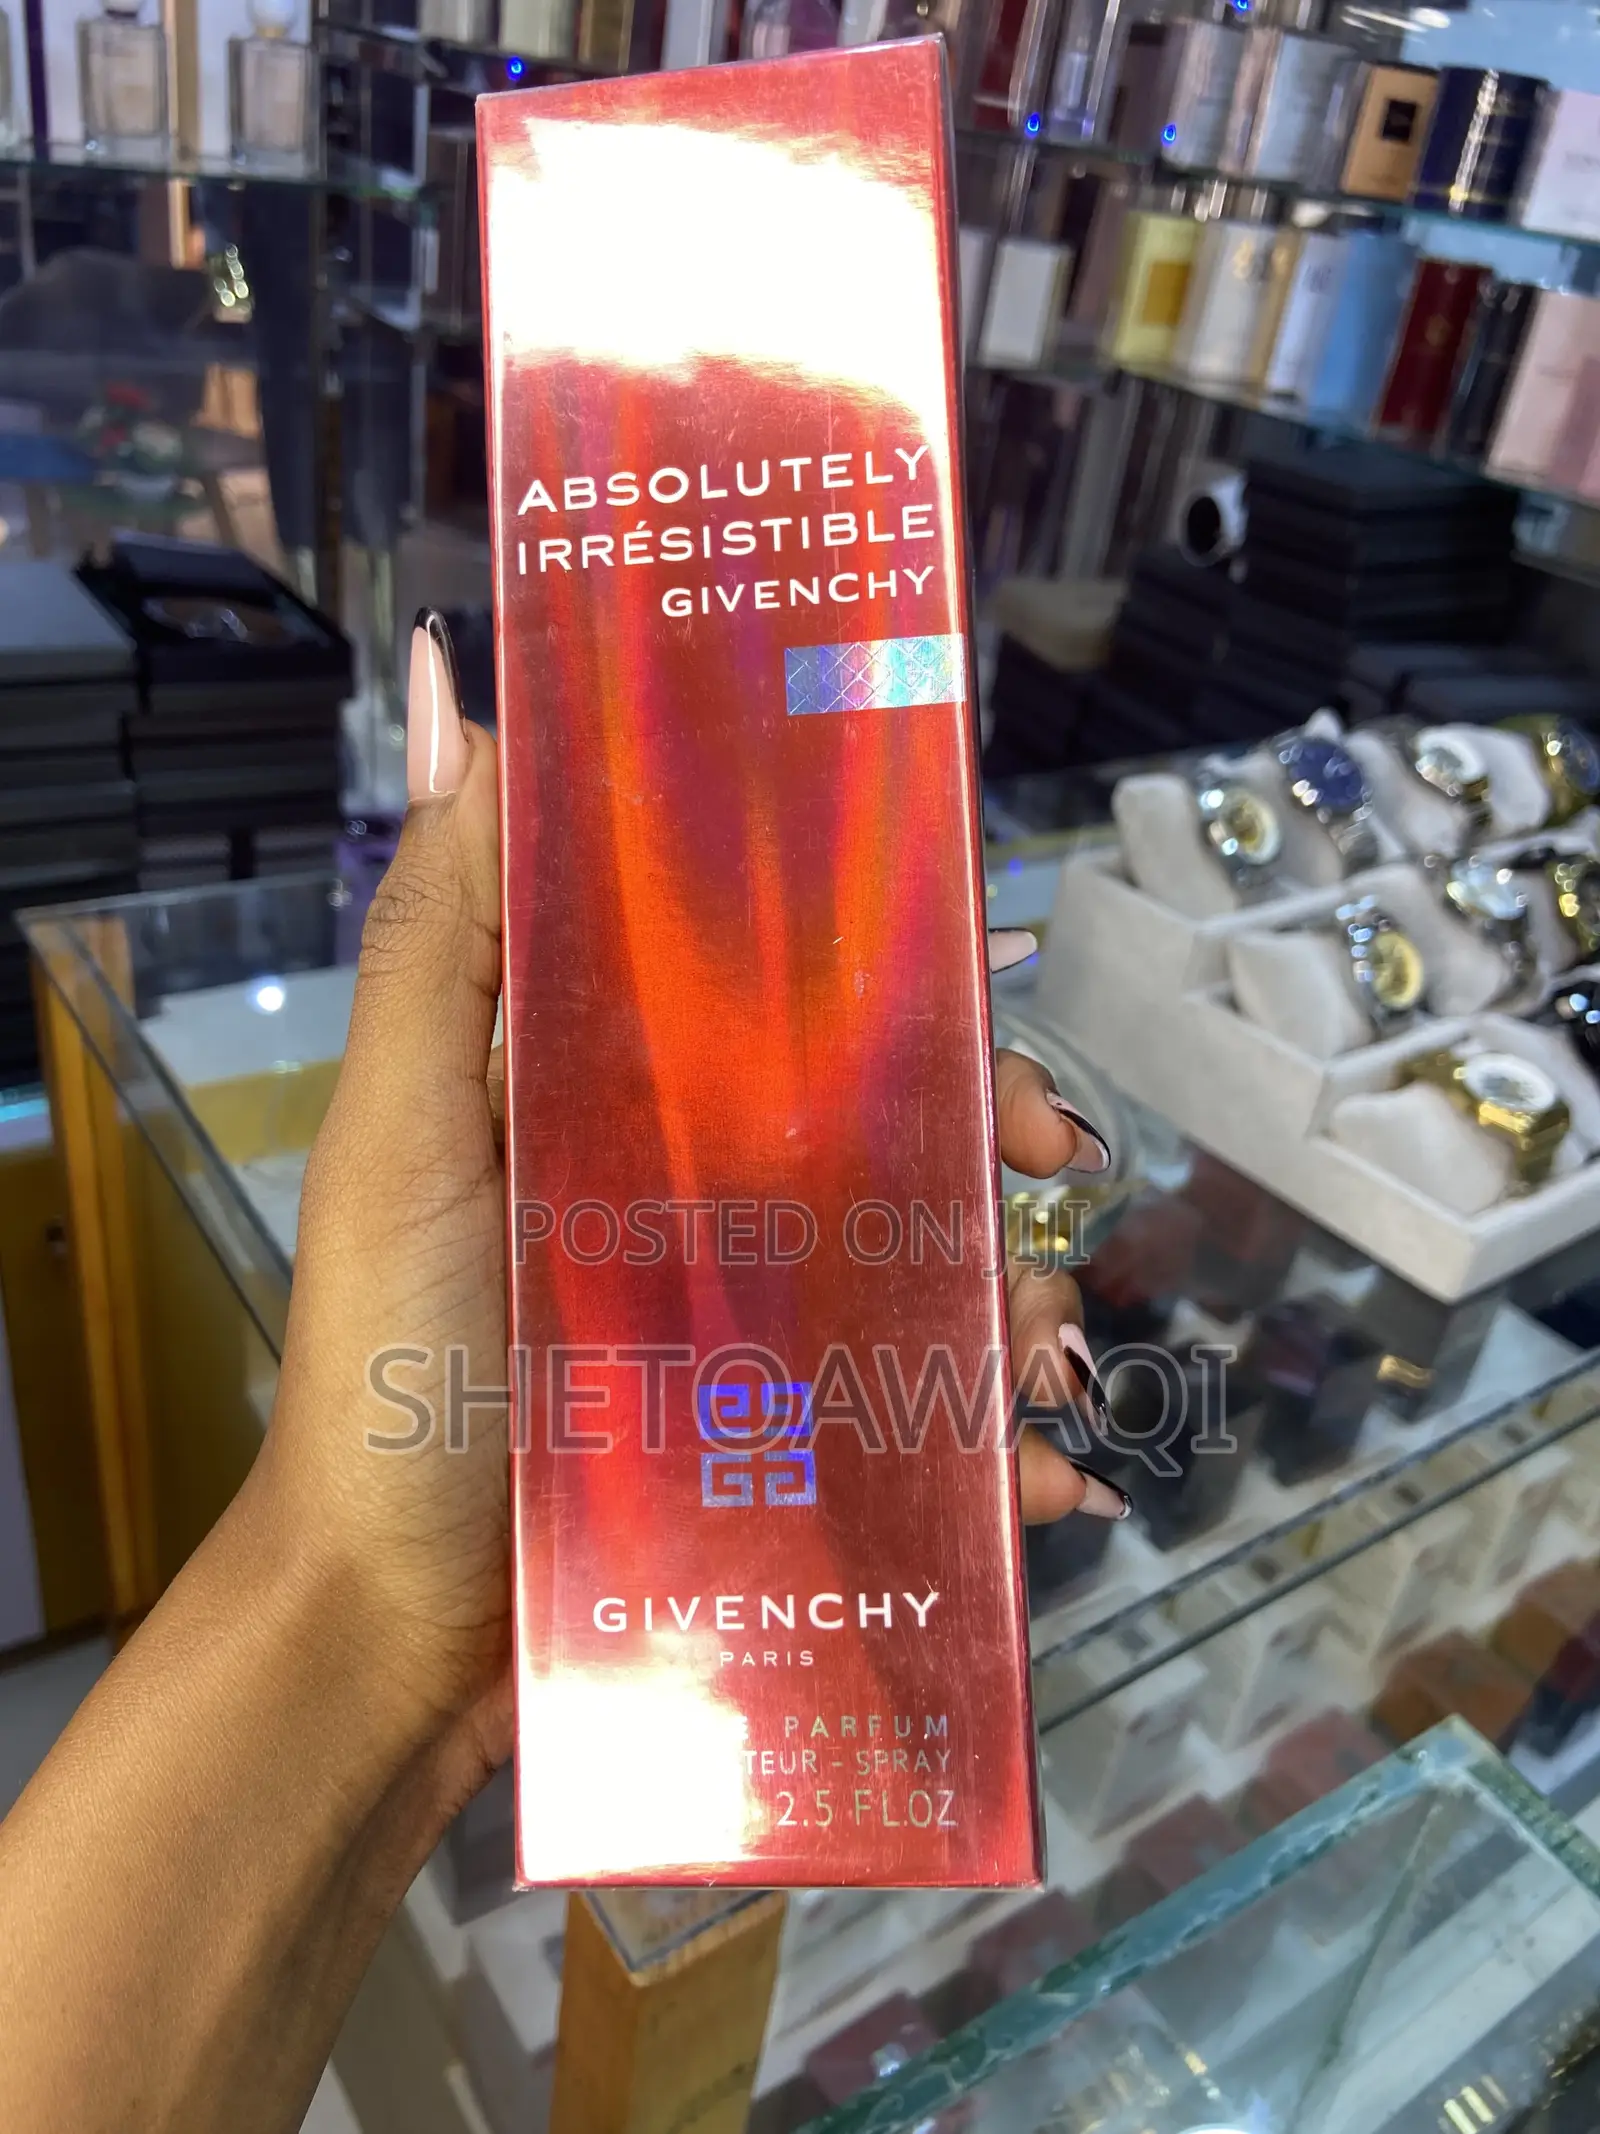 ABSOLUTELY
IRRÉSISTIBLE
GIVENCHY
POSTED ON JIJI
SHETOAWAQI
GIVENCHY
PARIS
PARFUM
TEUR - SPRAY
2.5 FL.OZ